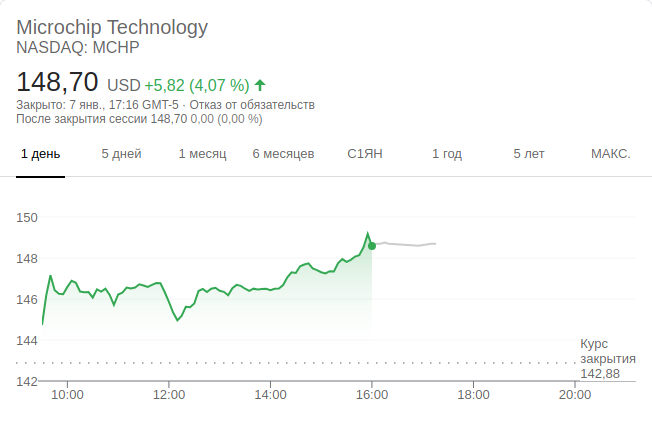 Microchip Technology
NASDAQ: MCHP
148,70 USD +5,82 (4,07 %)
Закрыто: 7 янв., 17:16 GMT-5 · Отказ от обязательств
После закрытия сессии 148,70 0,00 (0,00 %)
1 день 5 дней 1 месяц 6 месяцев С1ЯН 1 год 5 лет МАКС.
150
148
146
144
Курс
закрытия
142,88
142
10:00 12:00 14:00 16:00 18:00 20:00